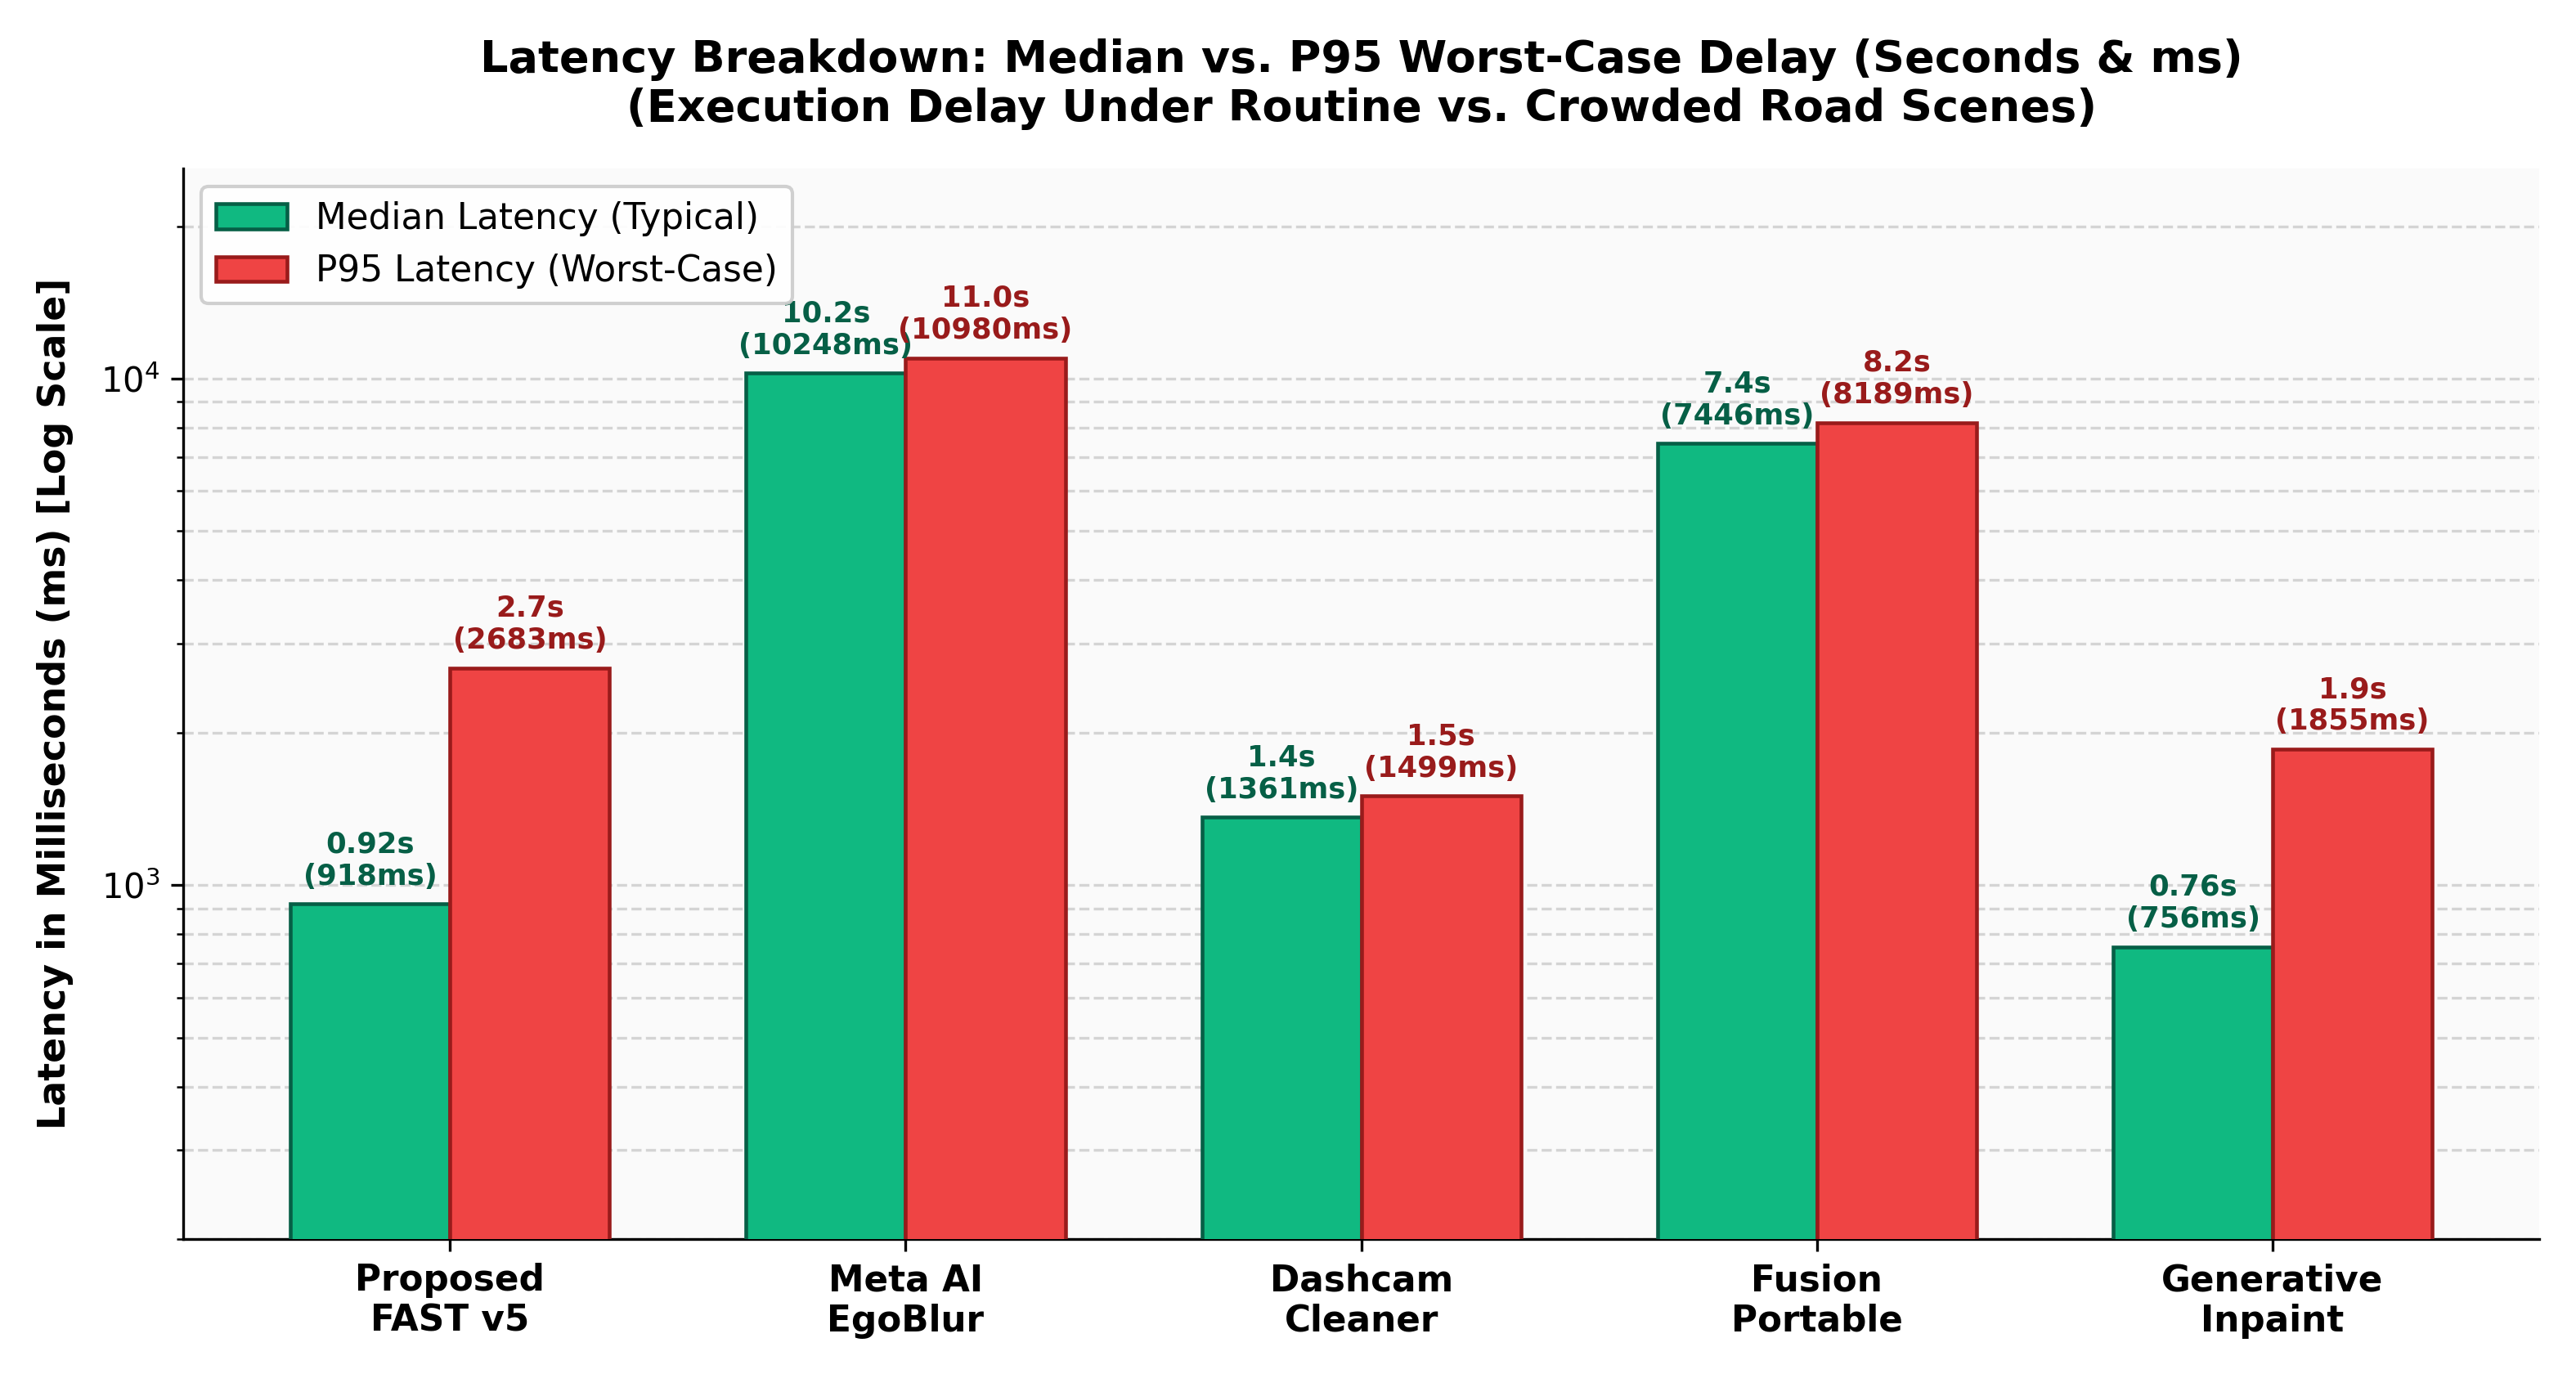 Latency Breakdown: Median vs. P95 Worst-Case Delay (Seconds & ms)
(Execution Delay Under Routine vs. Crowded Road Scenes)
Median Latency (Typical)
P95 Latency (Worst-Case)
Latency in Milliseconds (ms) [Log Scale]
10⁴
10³
0.92s
(918ms)
2.7s
(2683ms)
10.2s
(10248ms)
11.0s
(10980ms)
1.4s
(1361ms)
1.5s
(1499ms)
7.4s
(7446ms)
8.2s
(8189ms)
0.76s
(756ms)
1.9s
(1855ms)
Proposed
FAST v5
Meta AI
EgoBlur
Dashcam
Cleaner
Fusion
Portable
Generative
Inpaint